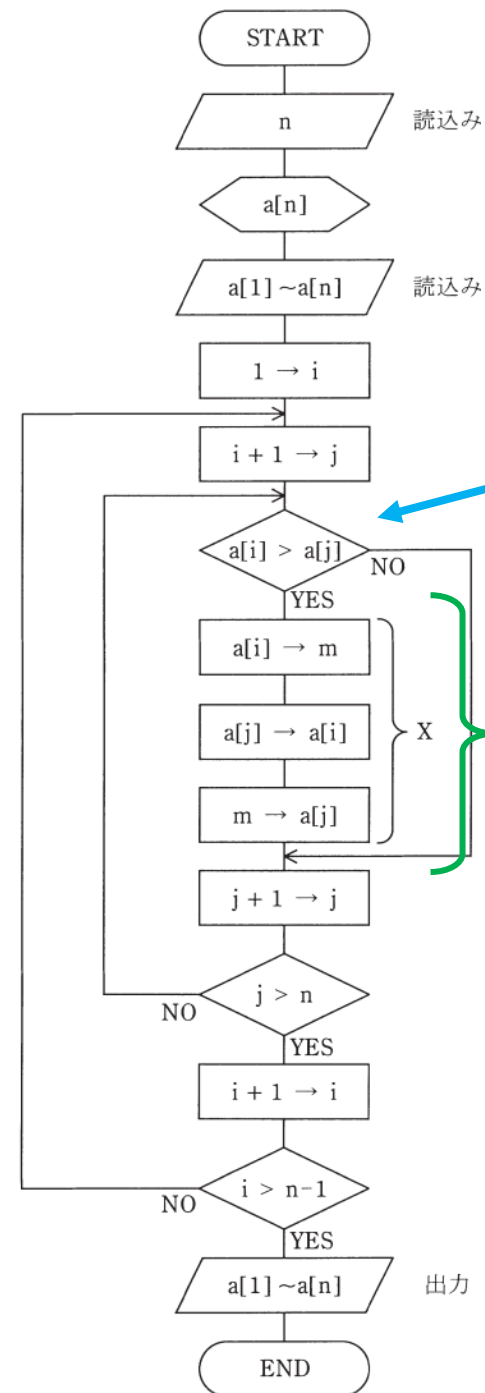 START
n 読込み
a[n]
a[1]~a[n] 読込み
1 → i
i + 1 → j
a[i] > a[j]
NO
YES
a[i] → m
a[j] → a[i] X
m → a[j]
j + 1 → j
j > n
NO
YES
i + 1 → i
i > n-1
NO
YES
a[1]~a[n] 出力
END